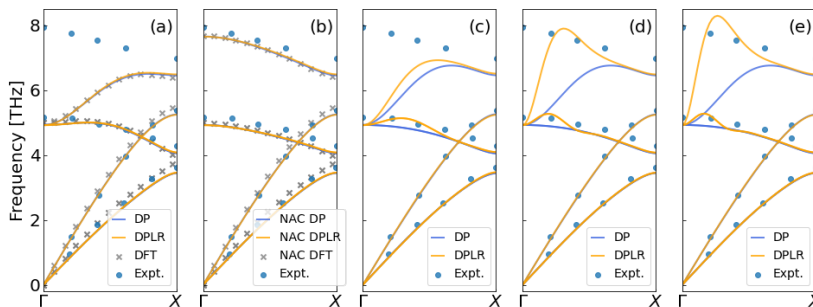 (a) (b) (c) (d) (e)
Frequency [THz]
8
6
4
2
0
DP
DPLR
DFT
Expt.
NAC DP
NAC DPLR
NAC DFT
Expt.
DP
DPLR
Expt.
DP
DPLR
Expt.
DP
DPLR
Expt.
Γ X Γ X Γ X Γ X Γ X